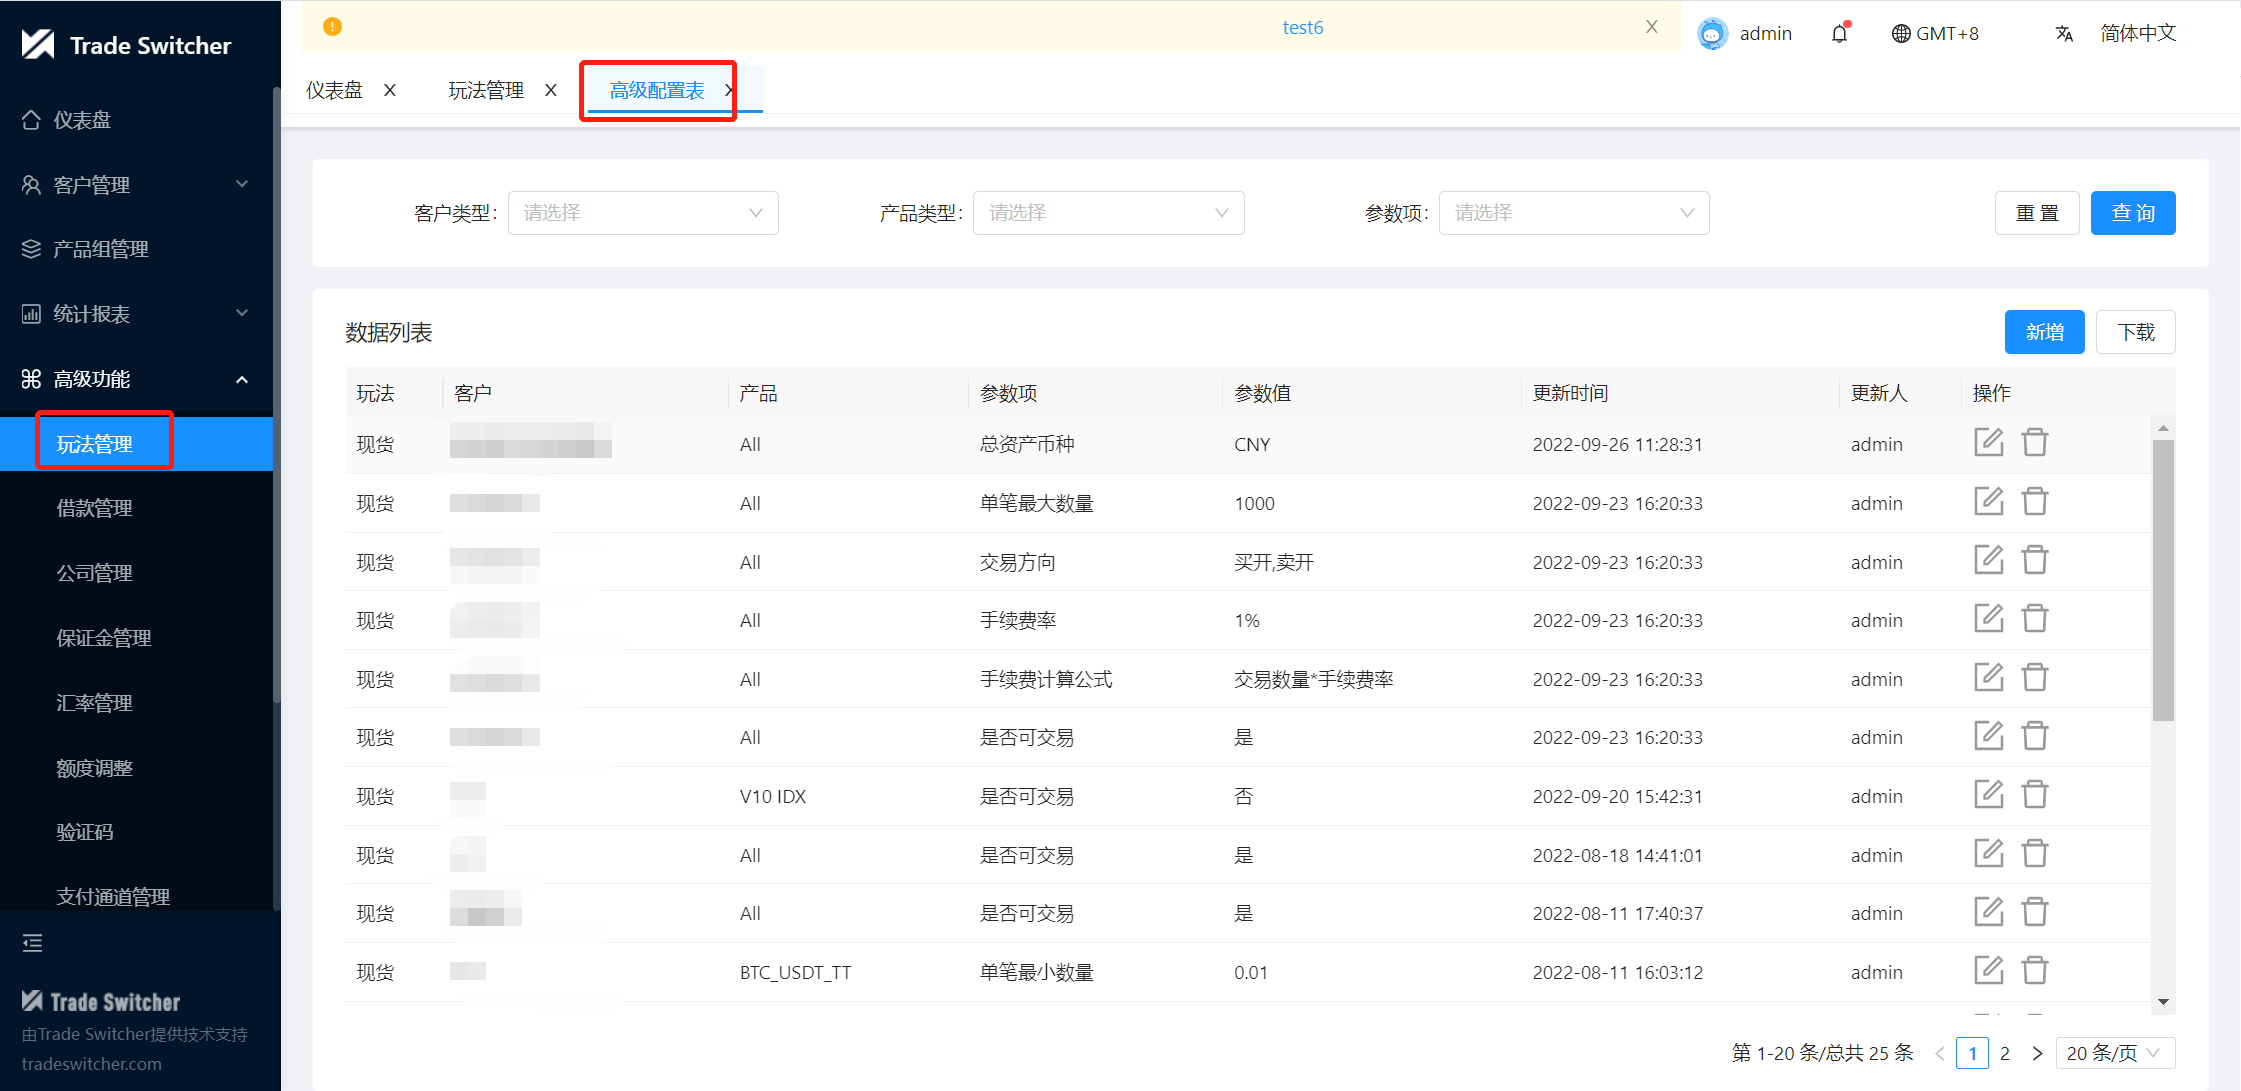 Trade Switcher
test6
X
admin
GMT+8
简体中文
仪表盘 X
玩法管理 X
高级配置表 X
仪表盘
客户管理
产品组管理
统计报表
高级功能
玩法管理
借款管理
公司管理
保证金管理
汇率管理
额度调整
验证码
支付通道管理
Trade Switcher
由Trade Switcher提供技术支持
tradeswitcher.com
客户类型: 请选择
产品类型: 请选择
参数项: 请选择
重 置
查 询
数据列表
新增
下载
玩法 客户 产品 参数项 参数值 更新时间 更新人 操作
现货 All 总资产币种 CNY 2022-09-26 11:28:31 admin
现货 All 单笔最大数量 1000 2022-09-23 16:20:33 admin
现货 All 交易方向 买开,卖开 2022-09-23 16:20:33 admin
现货 All 手续费率 1% 2022-09-23 16:20:33 admin
现货 All 手续费计算公式 交易数量*手续费率 2022-09-23 16:20:33 admin
现货 All 是否可交易 是 2022-09-23 16:20:33 admin
现货 V10 IDX 是否可交易 否 2022-09-20 15:42:31 admin
现货 All 是否可交易 是 2022-08-18 14:41:01 admin
现货 All 是否可交易 是 2022-08-11 17:40:37 admin
现货 BTC_USDT_TT 单笔最小数量 0.01 2022-08-11 16:03:12 admin
第 1-20 条/总共 25 条 < 1 2 > 20 条/页